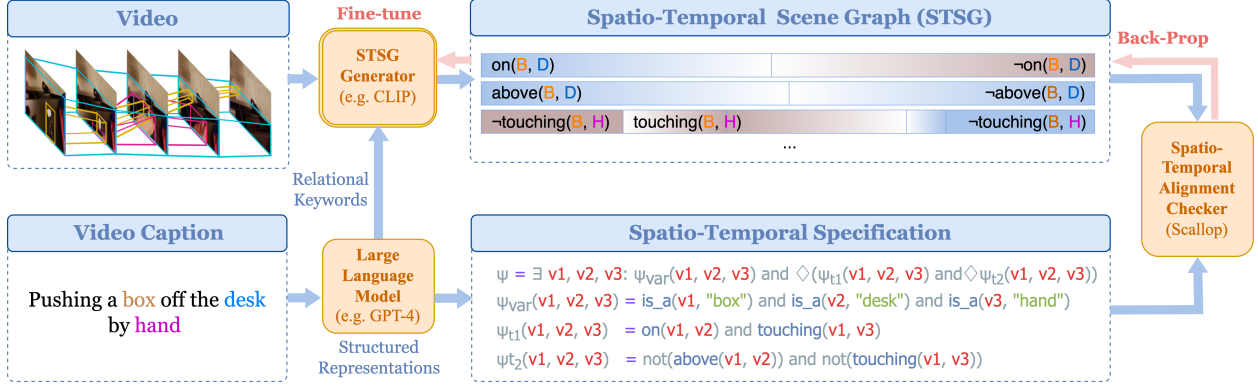 Video
Fine-tune
STSG
Generator
(e.g. CLIP)
Spatio-Temporal Scene Graph (STSG)
on(B, D)
¬on(B, D)
above(B, D)
¬above(B, D)
¬touching(B, H)
touching(B, H)
¬touching(B, H)
...
Back-Prop
Relational
Keywords
Spatio-
Temporal
Alignment
Checker
(Scallop)
Video Caption
Pushing a box off the desk
by hand
Large
Language
Model
(e.g. GPT-4)
Structured
Representations
Spatio-Temporal Specification
ψ = ∃ v1, v2, v3: ψvar(v1, v2, v3) and ♢(ψt1(v1, v2, v3) and♢ψt2(v1, v2, v3))
ψvar(v1, v2, v3) = is_a(v1, "box") and is_a(v2, "desk") and is_a(v3, "hand")
ψt1(v1, v2, v3) = on(v1, v2) and touching(v1, v3)
ψt2(v1, v2, v3) = not(above(v1, v2)) and not(touching(v1, v3))